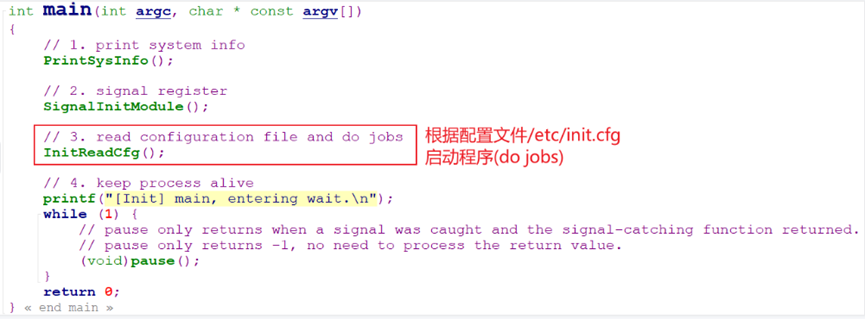 int main(int argc, char * const argv[])
{
// 1. print system info
PrintSysInfo();
// 2. signal register
SignalInitModule();
// 3. read configuration file and do jobs
InitReadCfg();
根据配置文件/etc/init.cfg
启动程序(do jobs)
// 4. keep process alive
printf("[Init] main, entering wait.\n");
while (1) {
// pause only returns when a signal was caught and the signal-catching function returned.
// pause only returns -1, no need to process the return value.
(void)pause();
}
return 0;
} « end main »